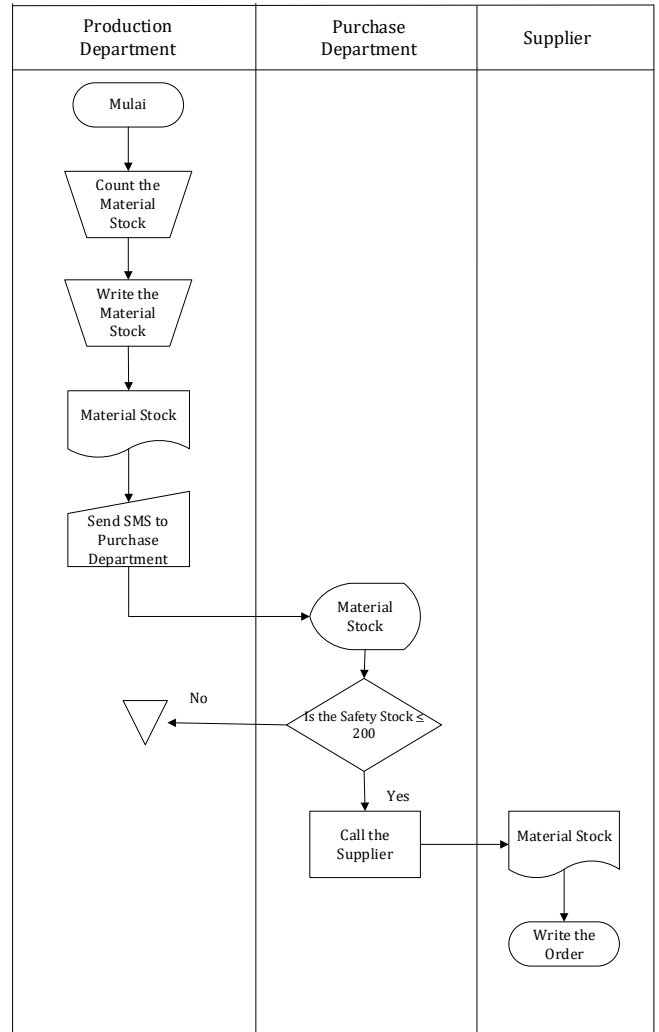 Production
Department
Purchase
Department
Supplier
Mulai
Count the
Material
Stock
Write the
Material
Stock
Material Stock
Send SMS to
Purchase
Department
Material
Stock
Is the Safety Stock ≤
200
No
Yes
Call the
Supplier
Material Stock
Write the
Order